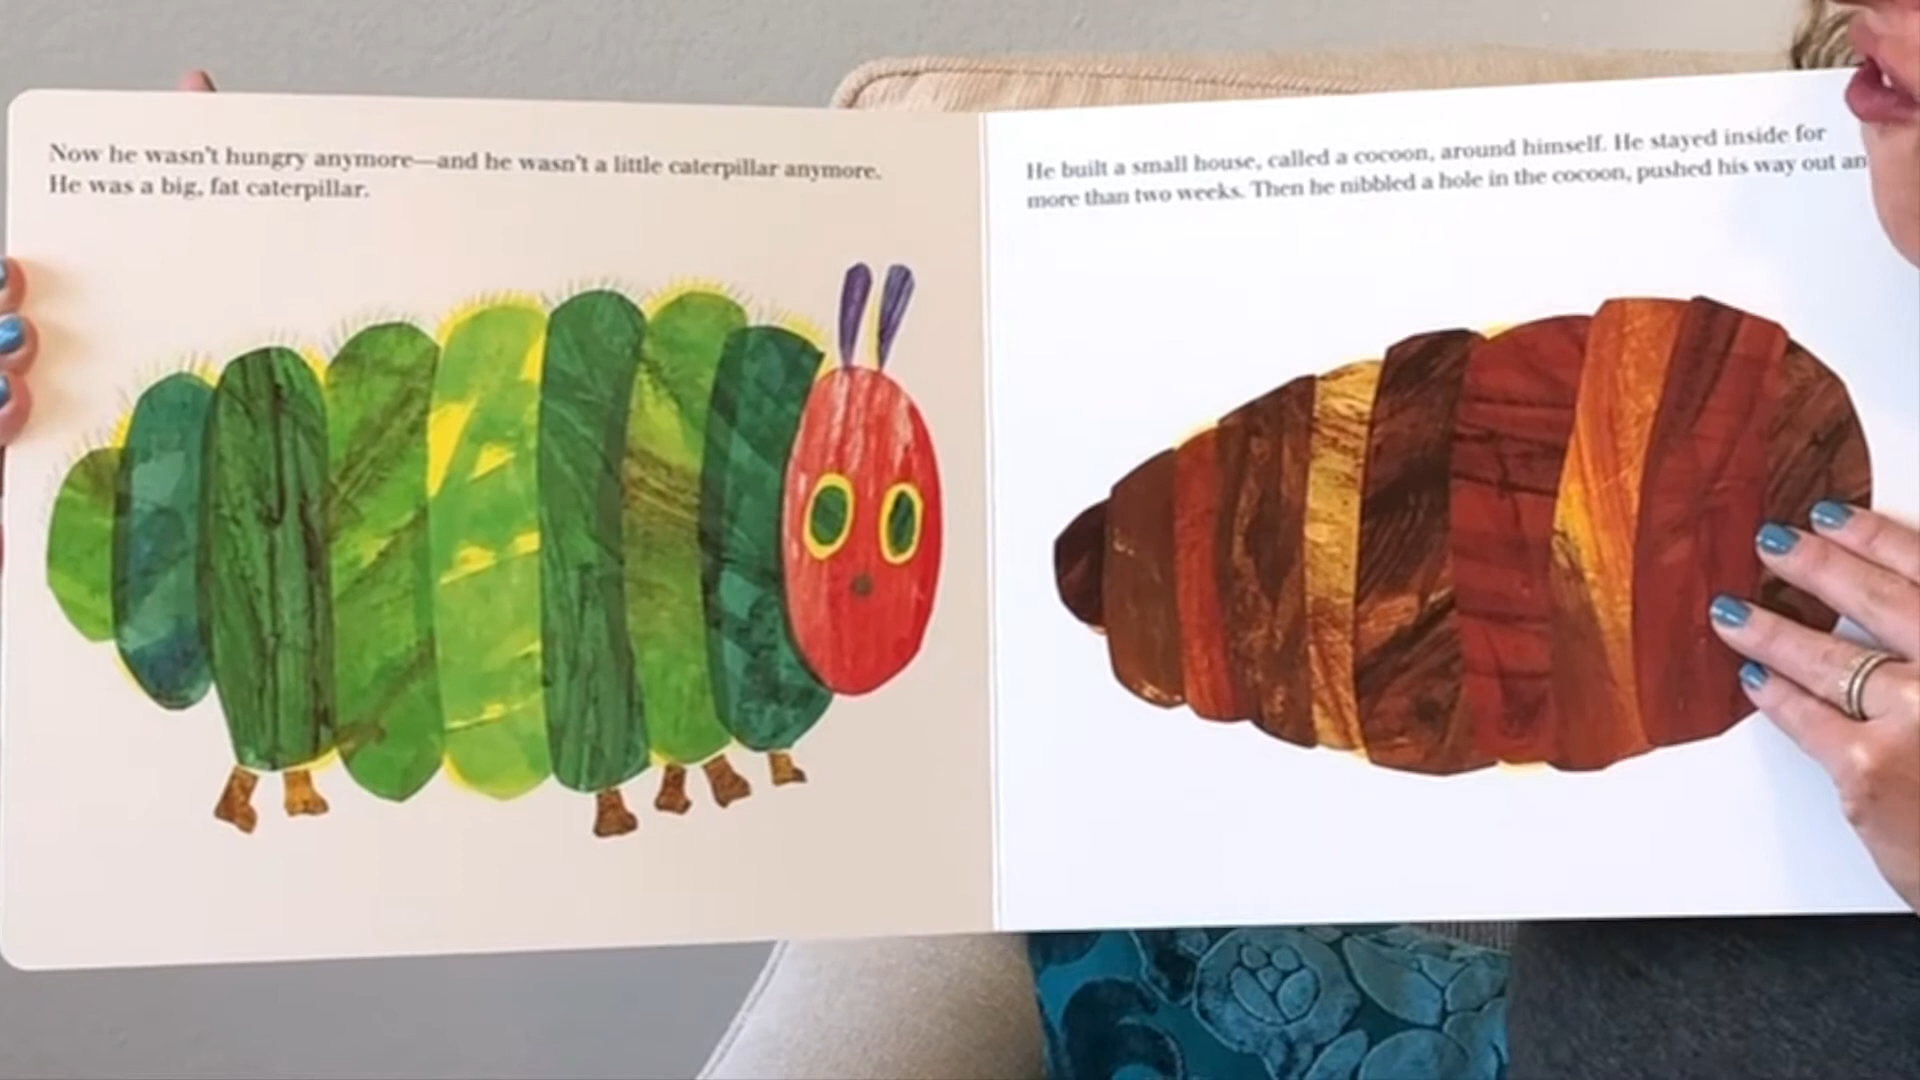 Now he wasn't hungry anymore—and he wasn't a little caterpillar anymore.
He was a big, fat caterpillar.
He built a small house, called a cocoon, around himself. He stayed inside for
more than two weeks. Then he nibbled a hole in the cocoon, pushed his way out an